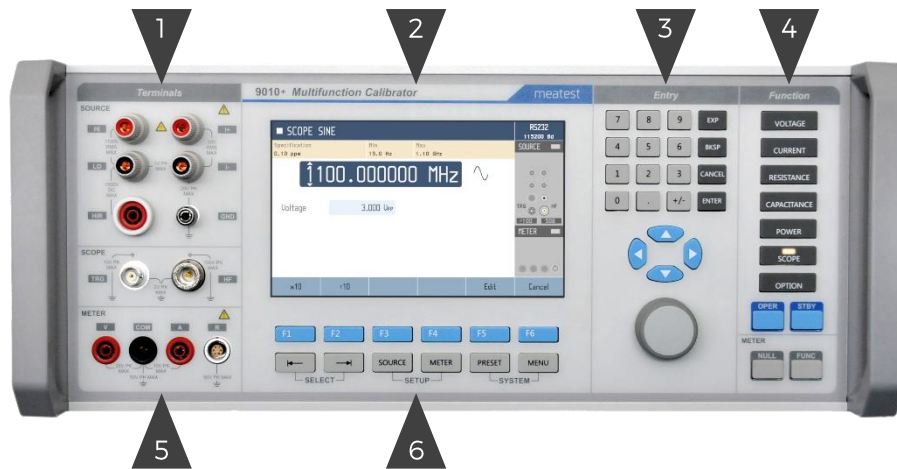 1
2
3
4
Terminals
9010+ Multifunction Calibrator
meatest
Entry
Function
SOURCE
HI
I+
LO
I-
HIR
GND
SCOPE
TRG
HF
METER
V
COM
A
R
SCOPE SINE
RS232
115200 Bd
Specification
Min
Max
SOURCE
0.10 ppm
15.0 Hz
1.10 GHz
100.000000 MHz
Voltage
3.000 Vpp
TRG
HF
METER
×10
÷10
Edit
Cancel
F1
F2
F3
F4
F5
F6
SOURCE
METER
PRESET
MENU
SELECT
SETUP
SYSTEM
7
8
9
EXP
4
5
6
BKSP
1
2
3
CANCEL
0
.
+/-
ENTER
VOLTAGE
CURRENT
RESISTANCE
CAPACITANCE
POWER
SCOPE
OPTION
OPER
STBY
METER
NULL
FUNC
5
6